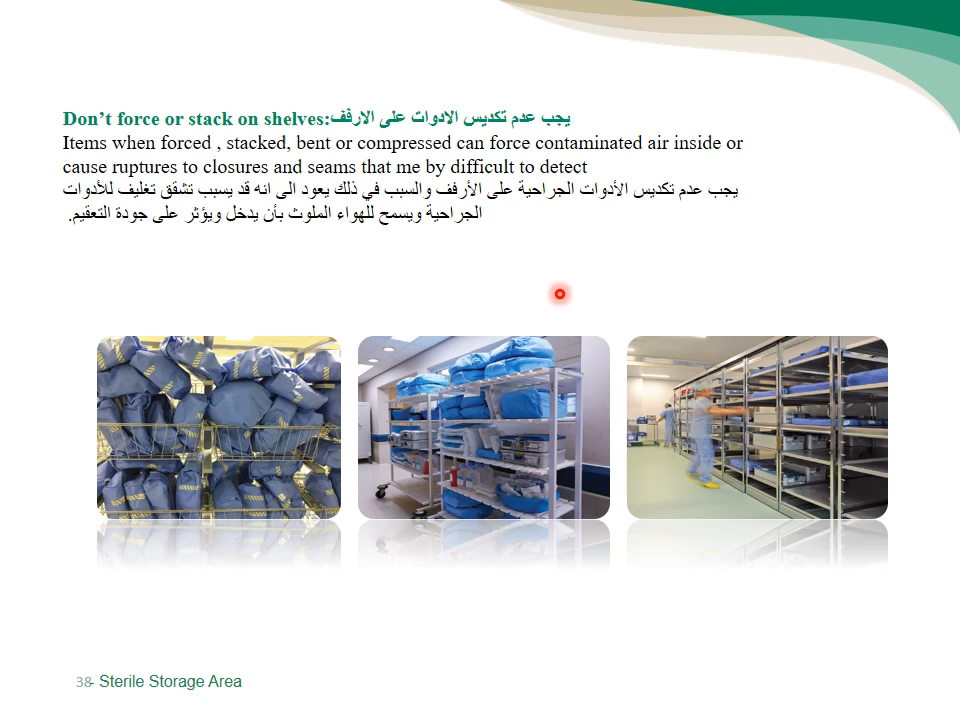 Don’t force or stack on shelves:يجب عدم تكديس الادوات على الارفف
Items when forced , stacked, bent or compressed can force contaminated air inside or
cause ruptures to closures and seams that me by difficult to detect
يجب عدم تكديس الأدوات الجراحية على الأرفف والسبب في ذلك يعود الى انه قد يسبب تشقق تغليف للأدوات
الجراحية ويسمح للهواء الملوث بأن يدخل ويؤثر على جودة التعقيم.
38- Sterile Storage Area